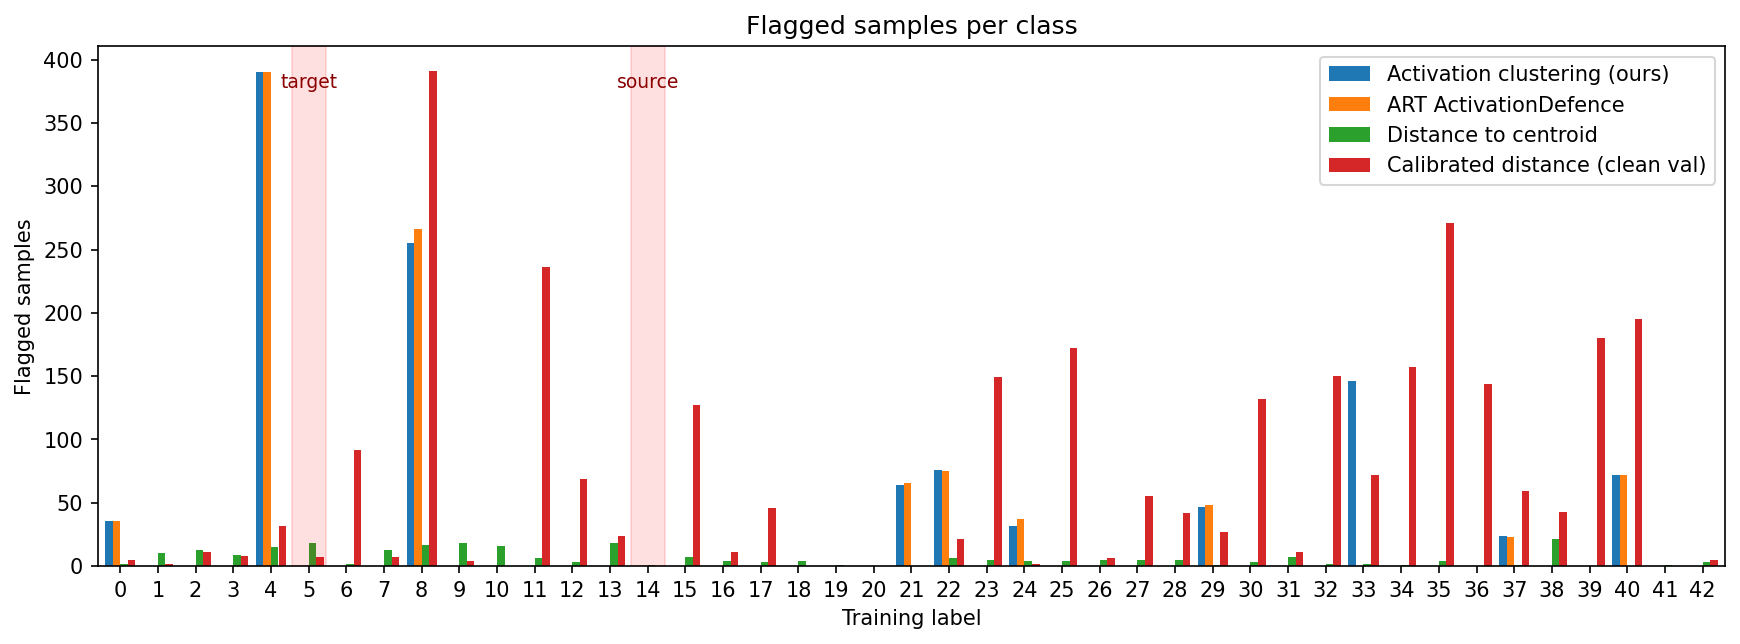 Flagged samples per class
400
350
300
250
200
150
100
50
0
Flagged samples
target
source
Activation clustering (ours)
ART ActivationDefence
Distance to centroid
Calibrated distance (clean val)
0 1 2 3 4 5 6 7 8 9 10 11 12 13 14 15 16 17 18 19 20 21 22 23 24 25 26 27 28 29 30 31 32 33 34 35 36 37 38 39 40 41 42
Training label